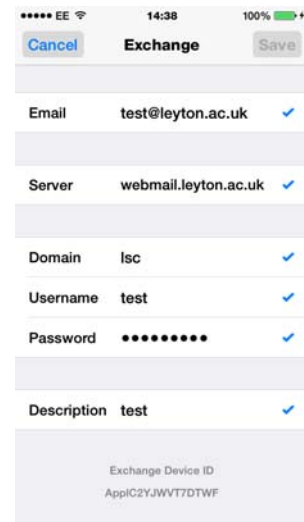 EE 14:38 100%
Cancel Exchange Save
Email test@leyton.ac.uk
Server webmail.leyton.ac.uk
Domain lsc
Username test
Password •••••••••
Description test
Exchange Device ID
ApplC2YJWVT7DTWF